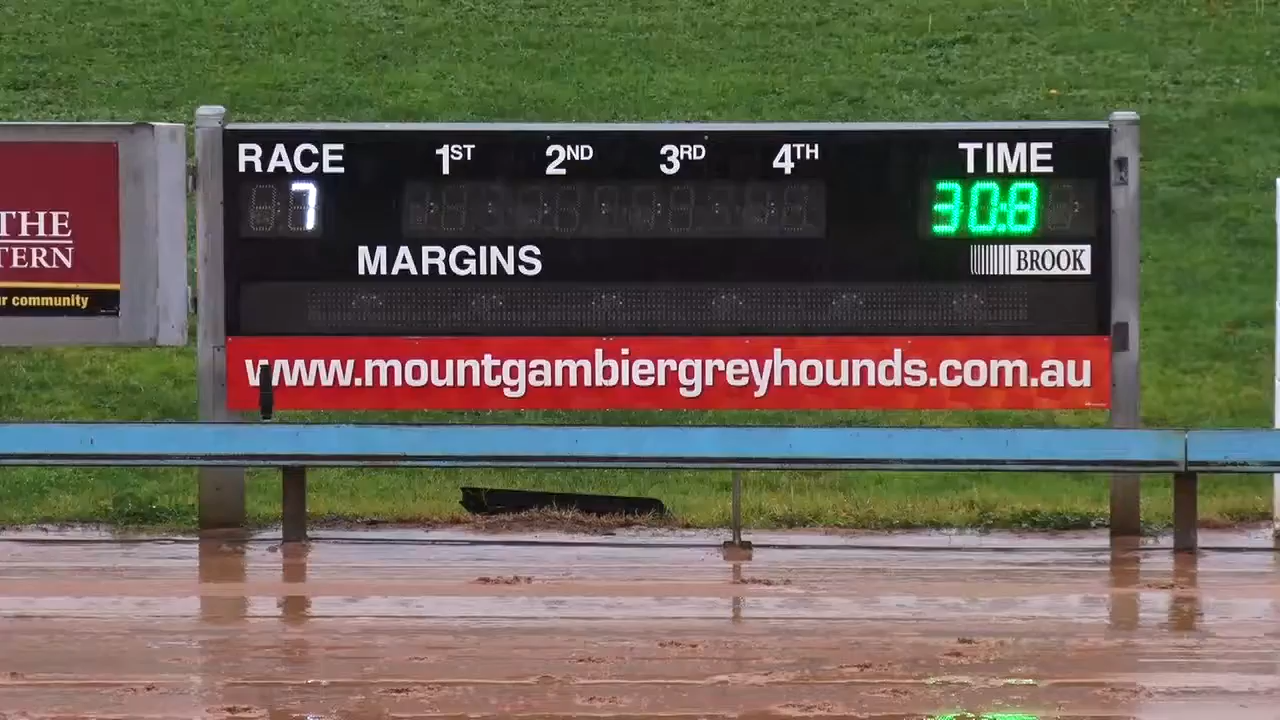 THE
TERN
r community
RACE 1ST 2ND 3RD 4TH TIME
7 30:8
MARGINS
BROOK
www.mountgambiergreyhounds.com.au